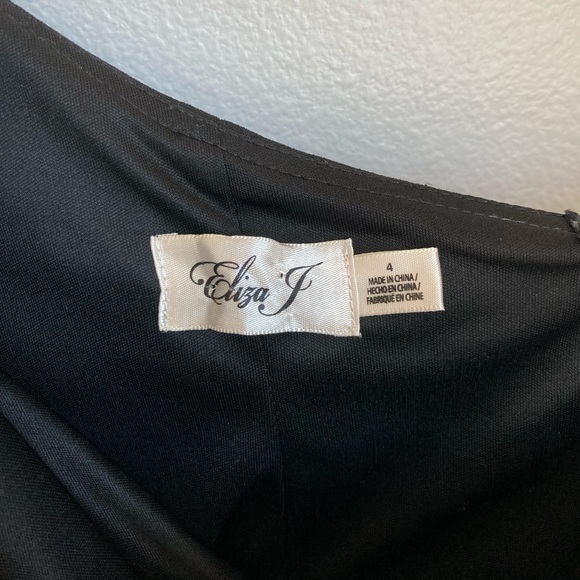 Eliza J
4
MADE IN CHINA /
HECHO EN CHINA /
FABRIQUÉ EN CHINE